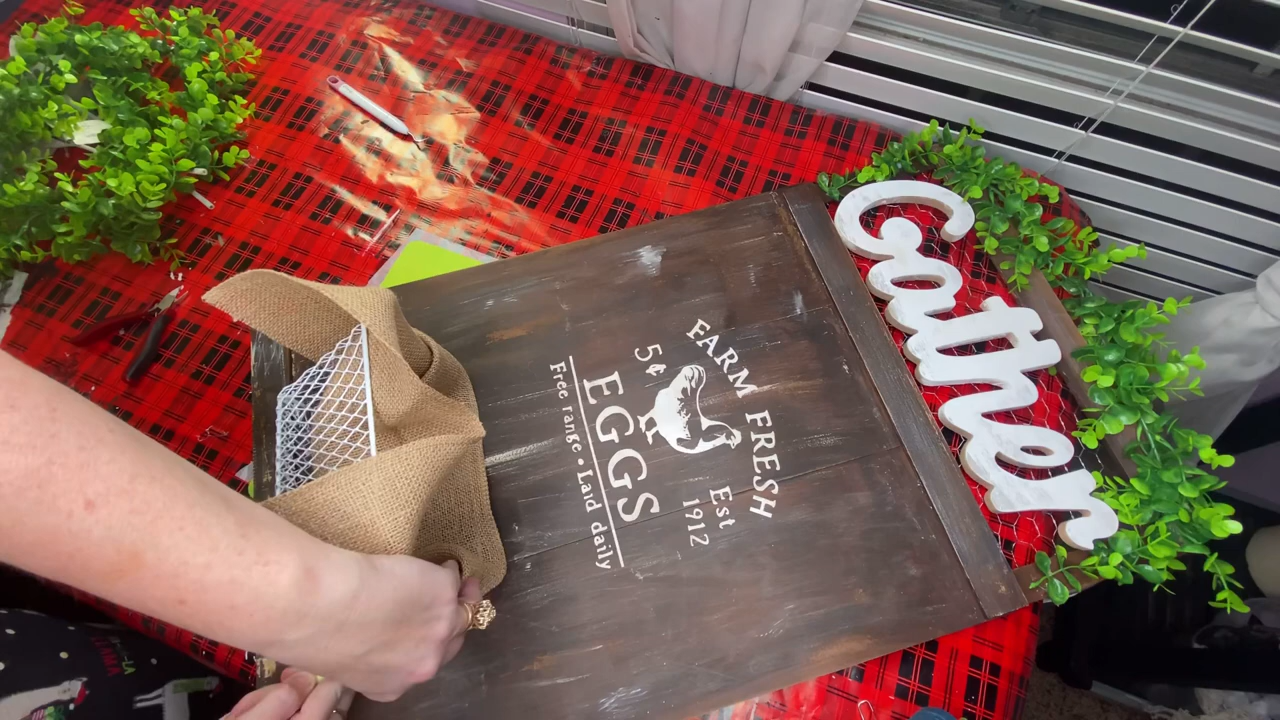 Gather
FARM FRESH
5¢
Est
1912
EGGS
Free range • Laid daily